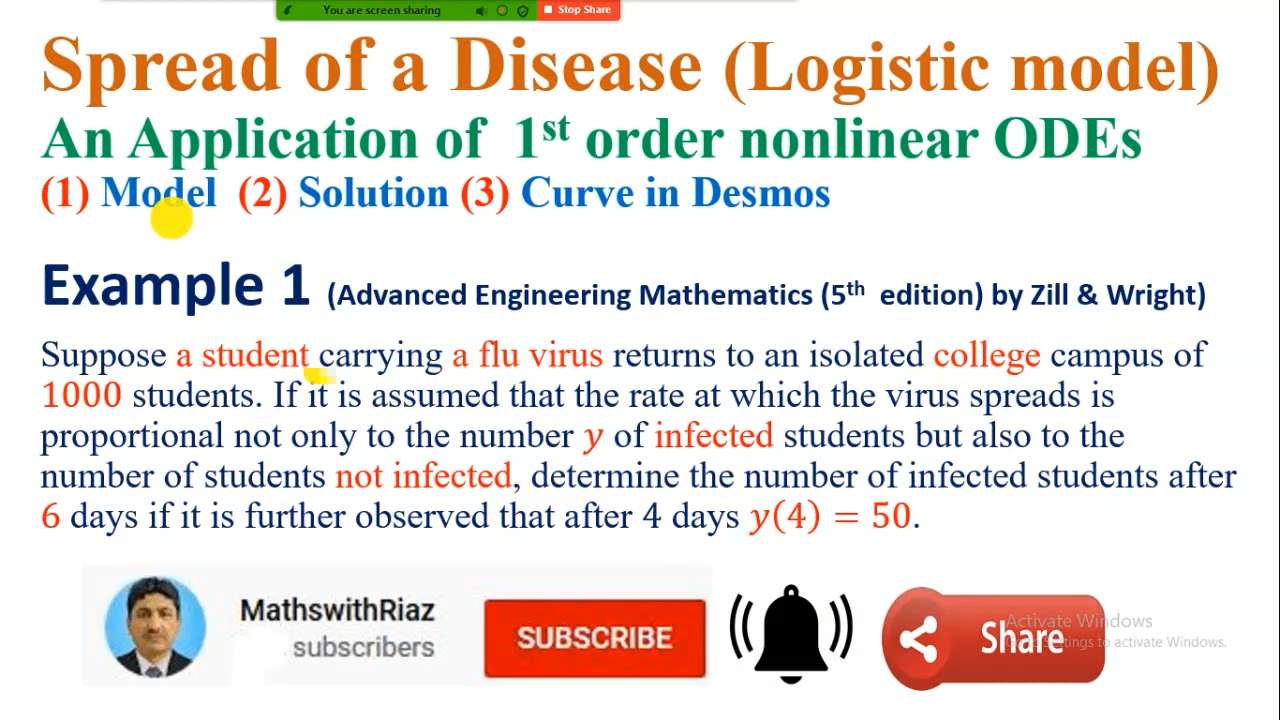 You are screen sharing Stop Share
Spread of a Disease (Logistic model)
An Application of 1st order nonlinear ODEs
(1) Model (2) Solution (3) Curve in Desmos
Example 1 (Advanced Engineering Mathematics (5th edition) by Zill & Wright)
Suppose a student carrying a flu virus returns to an isolated college campus of
1000 students. If it is assumed that the rate at which the virus spreads is
proportional not only to the number y of infected students but also to the
number of students not infected, determine the number of infected students after
6 days if it is further observed that after 4 days y(4) = 50.
MathswithRiaz
subscribers
SUBSCRIBE
Share
Activate Windows
Settings to activate Windows.